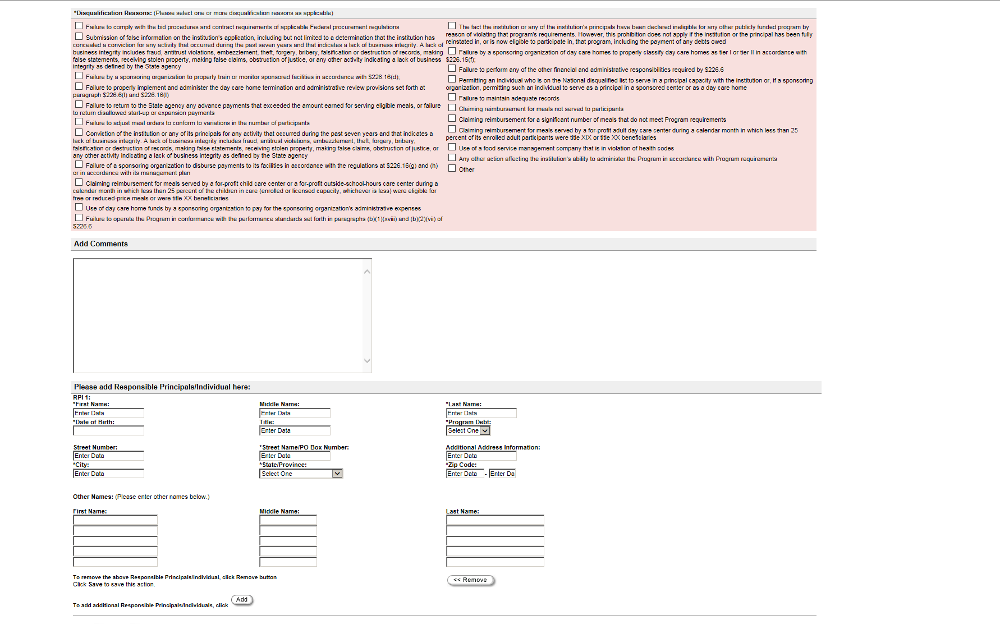 *Disqualification Reasons: (Please select one or more disqualification reasons as applicable)
Failure to comply with the bid procedures and contract requirements of applicable Federal procurement regulations
Submission of false information on the institution's application, including but not limited to a determination that the institution has
concealed a conviction for any activity that occurred during the past seven years and that indicates a lack of business integrity. A lack of
business integrity includes fraud, antitrust violations, embezzlement, theft, forgery, bribery, falsification or destruction of records, making
false statements, receiving stolen property, making false claims, obstruction of justice, or any other activity indicating a lack of business
integrity as defined by the State agency
Failure by a sponsoring organization to properly train or monitor sponsored facilities in accordance with $226.16(d);
Failure to properly implement and administer the day care home termination and administrative review provisions set forth at
paragraph $226.6(l) and $226.16(l)
Failure to return to the State agency any advance payments that exceeded the amount earned for serving eligible meals, or failure
to return disallowed start-up or expansion payments
Failure to adjust meal orders to conform to variations in the number of participants
Conviction of the institution or any of its principals for any activity that occurred during the past seven years and that indicates a
lack of business integrity. A lack of business integrity includes fraud, antitrust violations, embezzlement, theft, forgery, bribery,
falsification or destruction of records, making false statements, receiving stolen property, making false claims, obstruction of justice, or
any other activity indicating a lack of business integrity as defined by the State agency
Failure of a sponsoring organization to disburse payments to its facilities in accordance with the regulations at $226.16(g) and (h)
or in accordance with its management plan
Claiming reimbursement for meals served by a for-profit child care center or a for-profit outside-school-hours care center during a
calendar month in which less than 25 percent of the children in care (enrolled or licensed capacity, whichever is less) were eligible for
free or reduced-price meals or were title XX beneficiaries
Use of day care home funds by a sponsoring organization to pay for the sponsoring organization's administrative expenses
Failure to operate the Program in conformance with the performance standards set forth in paragraphs (b)(1)(xviii) and (b)(2)(vii) of
$226.6
The fact the institution or any of the institution's principals have been declared ineligible for any other publicly funded program by
reason of violating that program's requirements. However, this prohibition does not apply if the institution or the principal has been fully
reinstated in, or is now eligible to participate in, that program, including the payment of any debts owed
Failure by a sponsoring organization of day care homes to properly classify day care homes as tier I or tier II in accordance with
$226.15(f);
Failure to perform any of the other financial and administrative responsibilities required by $226.6
Permitting an individual who is on the National disqualified list to serve in a principal capacity with the institution or, if a sponsoring
organization, permitting such an individual to serve as a principal in a sponsored center or as a day care home
Failure to maintain adequate records
Claiming reimbursement for meals not served to participants
Claiming reimbursement for a significant number of meals that do not meet Program requirements
Claiming reimbursement for meals served by a for-profit adult day care center during a calendar month in which less than 25
percent of its enrolled adult participants were title XIX or title XX beneficiaries
Use of a food service management company that is in violation of health codes
Any other action affecting the institution's ability to administer the Program in accordance with Program requirements
Other
Add Comments
Please add Responsible Principals/Individual here:
RPI 1:
*First Name: Middle Name: *Last Name:
Enter Data Enter Data Enter Data
*Date of Birth: Title: *Program Debt:
Enter Data Select One
Street Number: *Street Name/PO Box Number: Additional Address Information:
Enter Data Enter Data Enter Data
*City: *State/Province: *Zip Code:
Enter Data Select One Enter Data - Enter Da
Other Names: (Please enter other names below.)
First Name: Middle Name: Last Name:
To remove the above Responsible Principals/Individual, click Remove button << Remove
Click Save to save this action.
To add additional Responsible Principals/Individuals, click Add